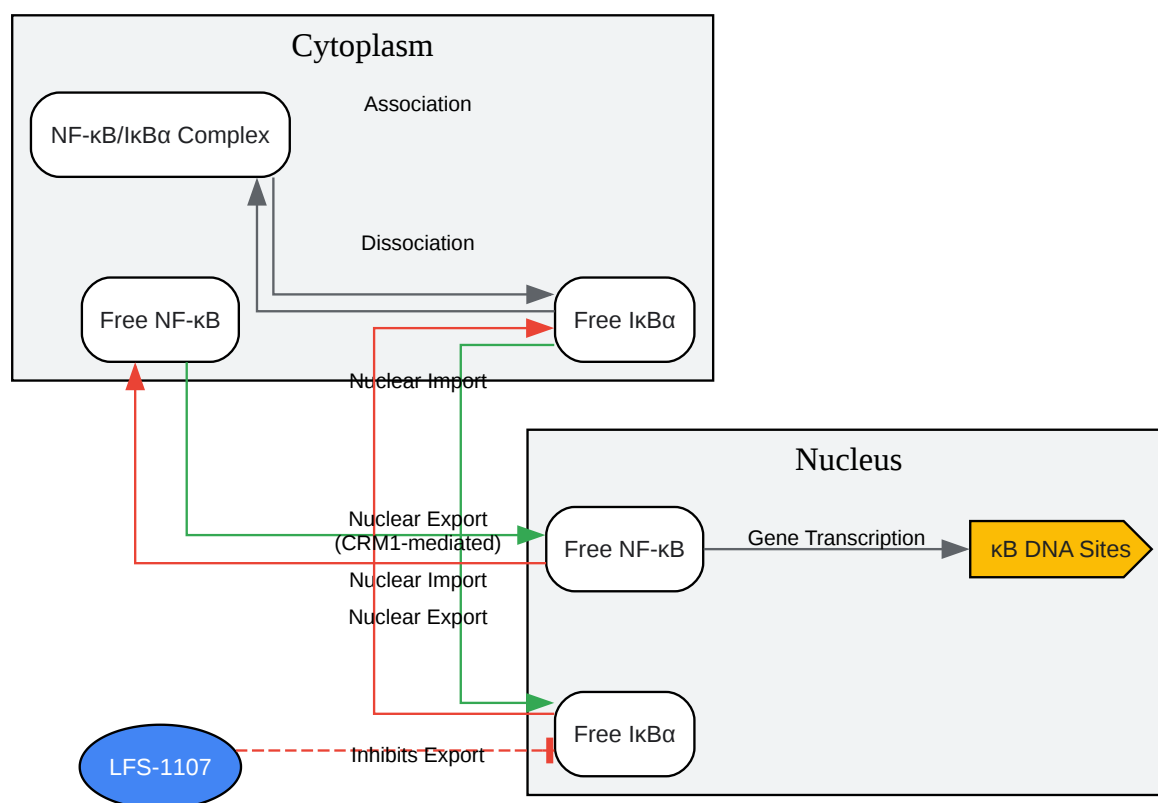 Cytoplasm
Association
NF-κB/IκBα Complex
Dissociation
Free NF-κB
Free IκBα
Nuclear Import
Nucleus
Nuclear Export
(CRM1-mediated)
Free NF-κB
Gene Transcription
κB DNA Sites
Nuclear Import
Nuclear Export
Free IκBα
Inhibits Export
LFS-1107